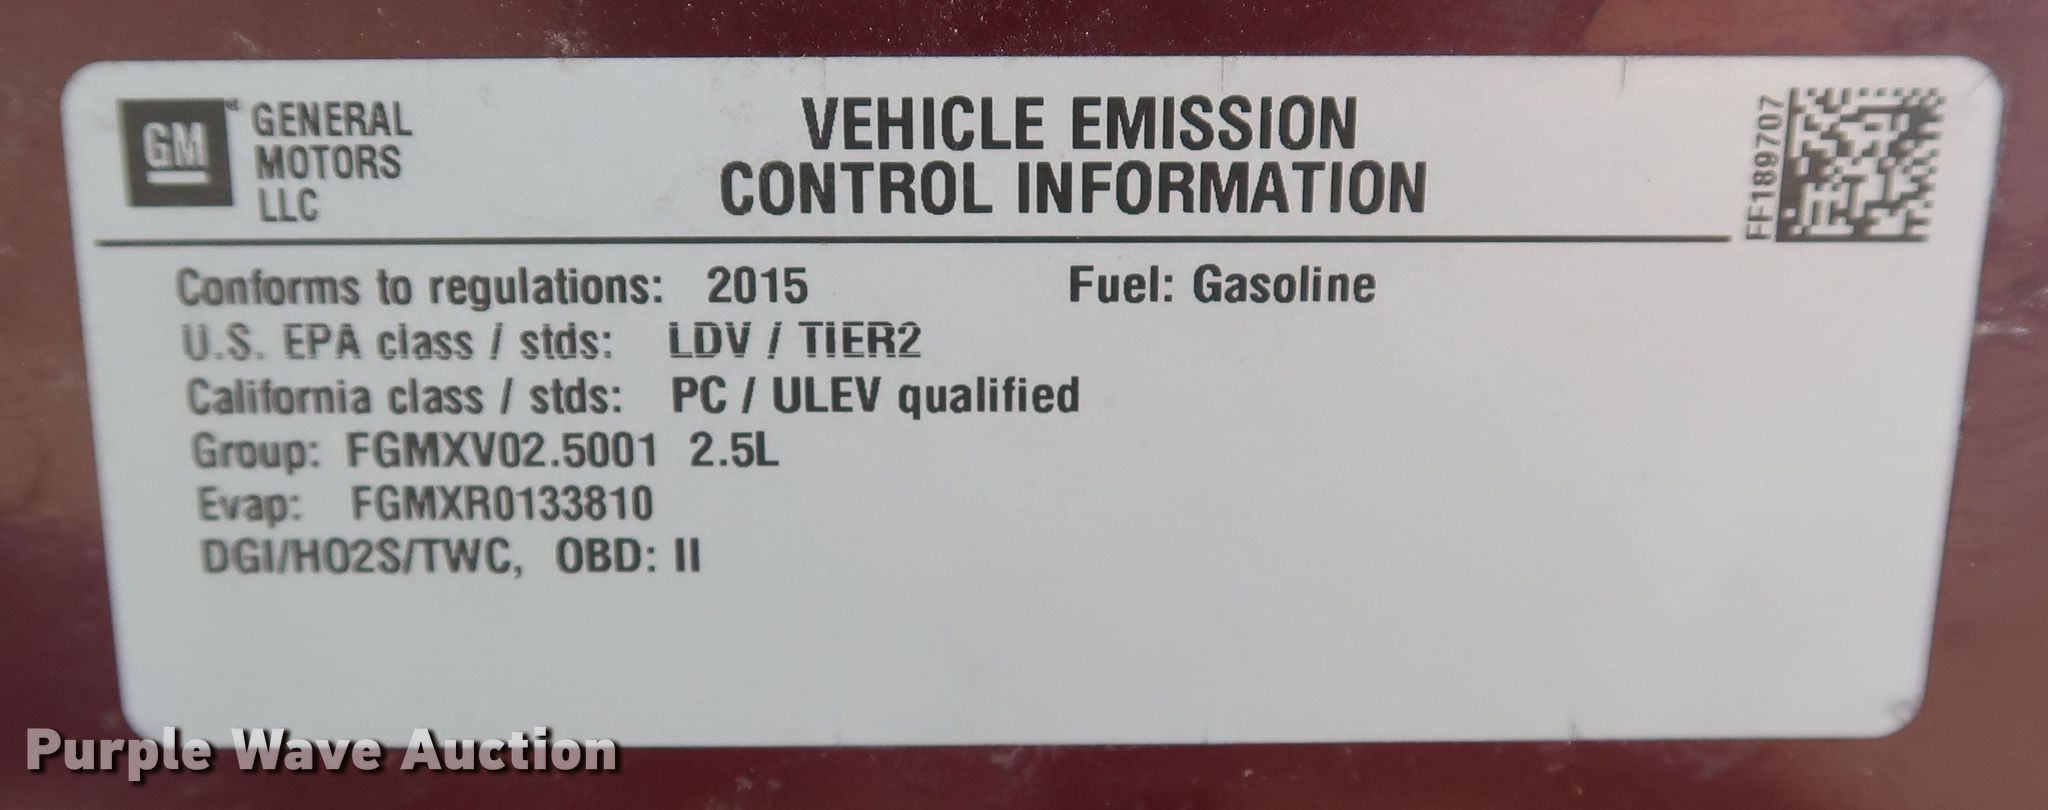 GM
GENERAL
MOTORS
LLC
VEHICLE EMISSION
CONTROL INFORMATION
FF1897707
Conforms to regulations: 2015 Fuel: Gasoline
U.S. EPA class / stds: LDV / TIER2
California class / stds: PC / ULEV qualified
Group: FGMXV02.5001 2.5L
Evap: FGMXR0133810
DGI/HO2S/TWC, OBD: II
Purple Wave Auction